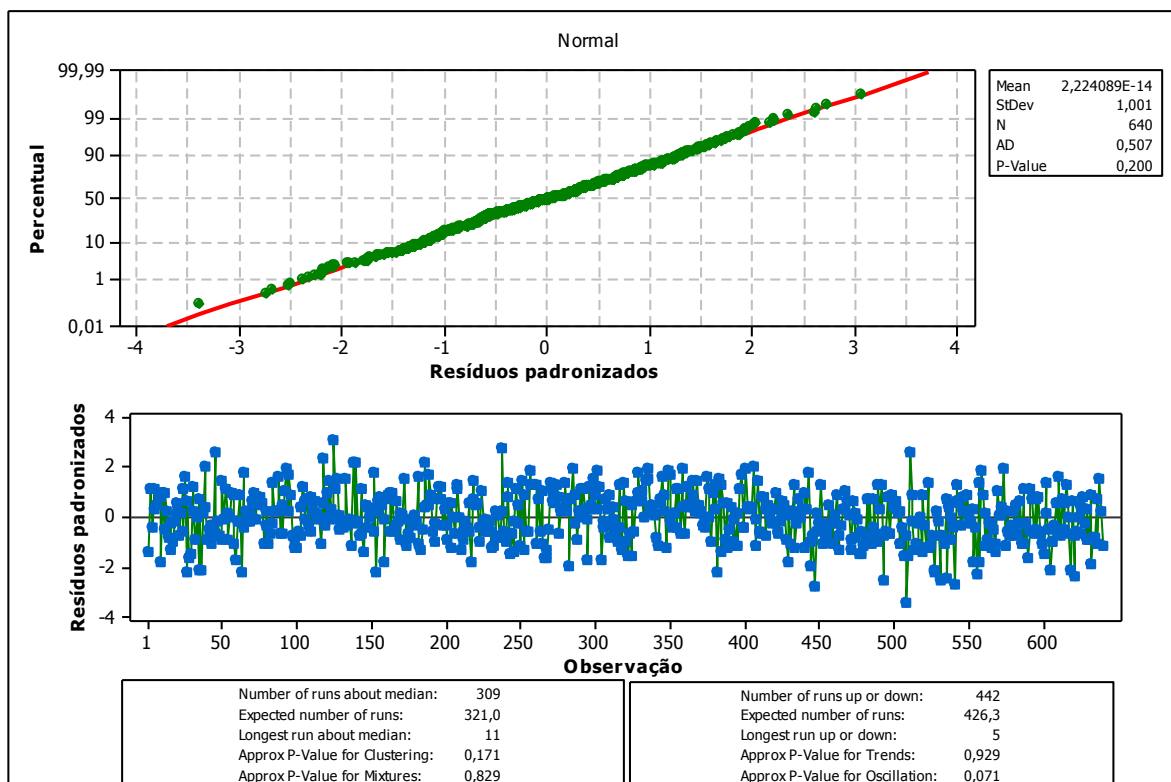 Normal
99,99
99
90
50
10
1
0,01
Percentual
-4 -3 -2 -1 0 1 2 3 4
Resíduos padronizados
Mean 2,224089E-14
StDev 1,001
N 640
AD 0,507
P-Value 0,200
4
2
0
-2
-4
Resíduos padronizados
1 50 100 150 200 250 300 350 400 450 500 550 600
Observação
Number of runs about median: 309
Expected number of runs: 321,0
Longest run about median: 11
Approx P-Value for Clustering: 0,171
Approx P-Value for Mixtures: 0,829
Number of runs up or down: 442
Expected number of runs: 426,3
Longest run up or down: 5
Approx P-Value for Trends: 0,929
Approx P-Value for Oscillation: 0,071